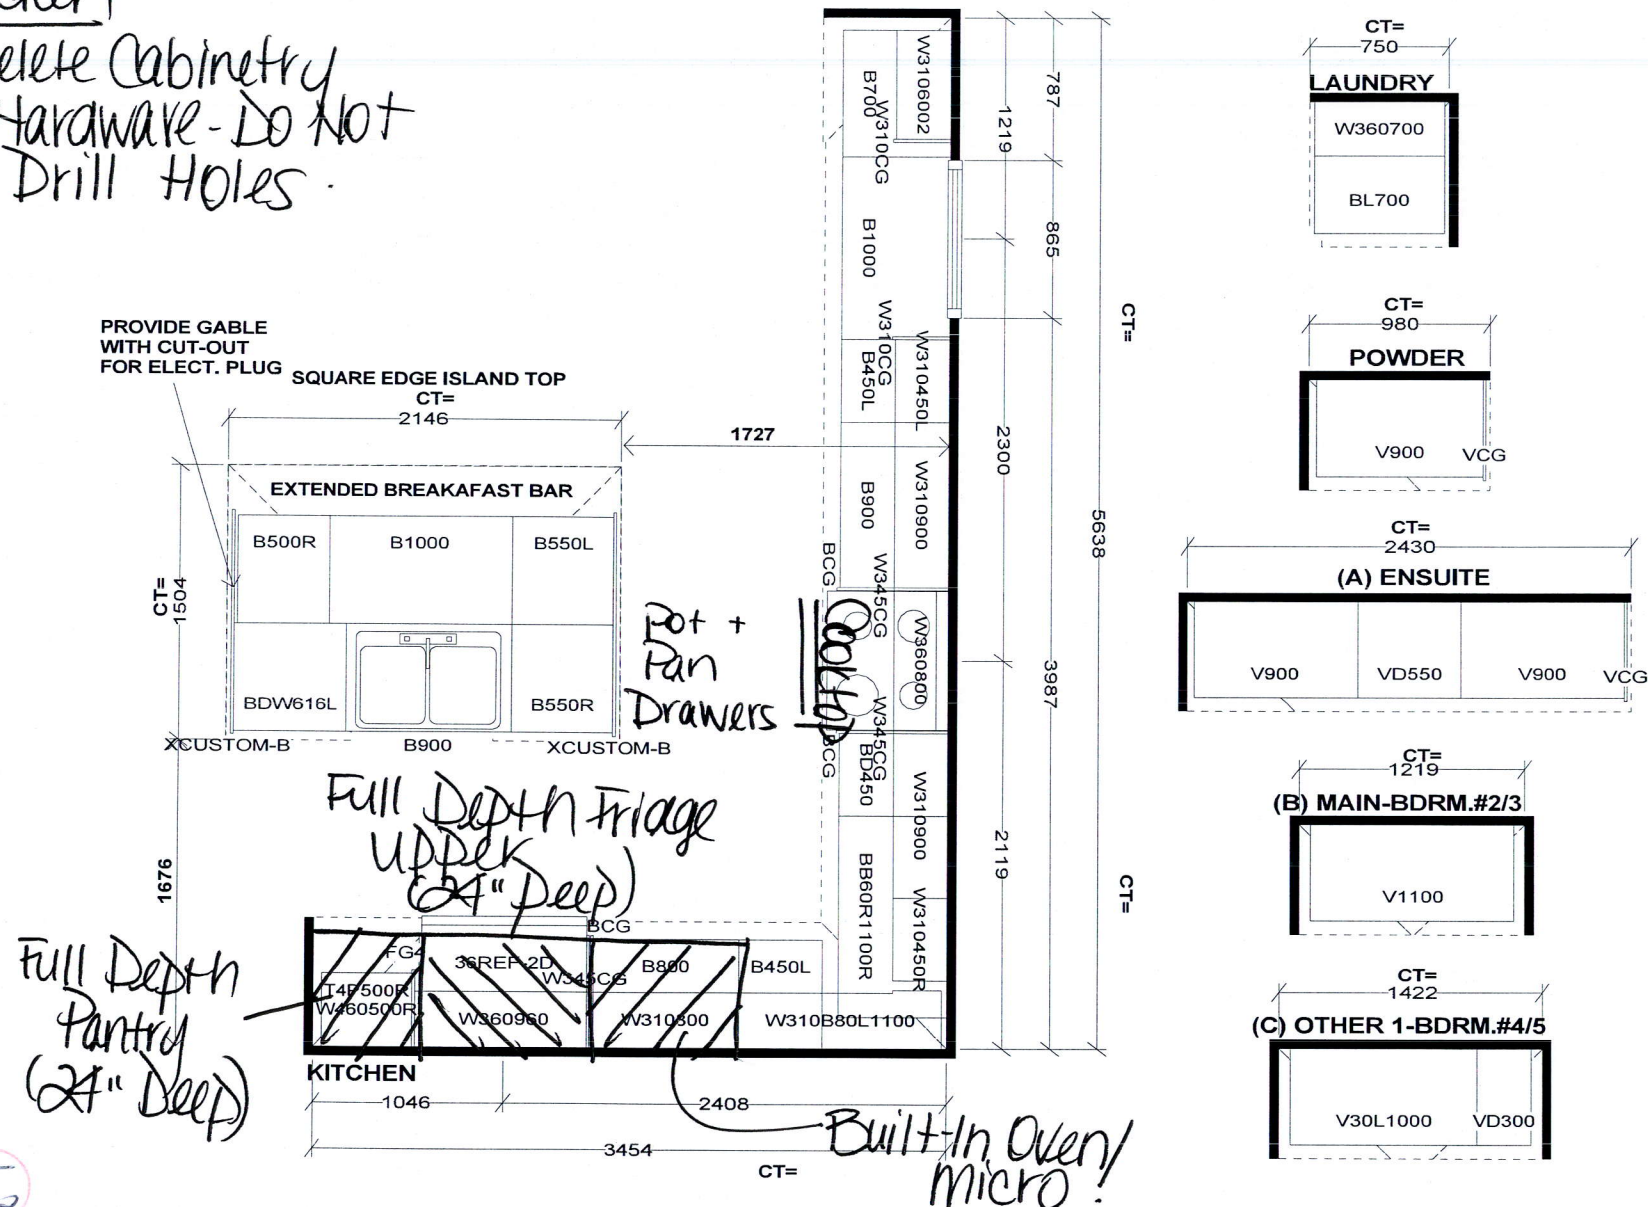 Delete Cabinetry
Hardware - Do Not
Drill Holes.
PROVIDE GABLE
WITH CUT-OUT
FOR ELECT. PLUG
SQUARE EDGE ISLAND TOP
CT=
2146
1727
EXTENDED BREAKAFAST BAR
B500R
B1000
B550L
CT=
1504
BDW616L
B550R
XCUSTOM-B
B900
XCUSTOM-B
1676
Pot +
Pan
Drawers
Cooktop
Full Depth Fridge
Upper
(24" Deep)
Full Depth
Pantry
(24" Deep)
Built-In Oven/
Micro!
W3106002
B700
W310CG
B1000
W310CG
B450L
W310450L
B900
W310900
BCG
W345CG
W360800
W345CG
BCG
BD450
W310900
BB60R1100R
W310450R
787
1219
865
2300
5638
3987
2119
CT=
CT=
BCG
FG4
36REF-2D
W345CG
B800
B450L
T4P500R
W460500R
W360960
W310800
W310B80L1100
KITCHEN
1046
2408
3454
CT=
CT=
750
LAUNDRY
W360700
BL700
CT=
980
POWDER
V900
VCG
CT=
2430
(A) ENSUITE
V900
VD550
V900
VCG
CT=
1219
(B) MAIN-BDRM.#2/3
V1100
CT=
1422
(C) OTHER 1-BDRM.#4/5
V30L1000
VD300